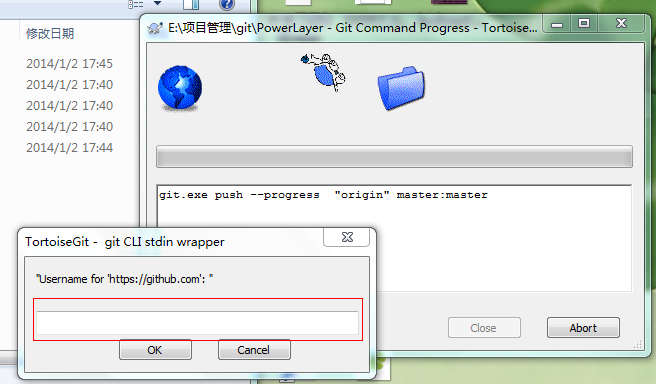 修改日期
2014/1/2 17:45
2014/1/2 17:40
2014/1/2 17:40
2014/1/2 17:40
2014/1/2 17:44
E:\项目管理\git\PowerLayer - Git Command Progress - Tortoise...
git.exe push --progress  "origin" master:master
Close
Abort
TortoiseGit -  git CLI stdin wrapper
"Username for 'https://github.com': "
OK
Cancel